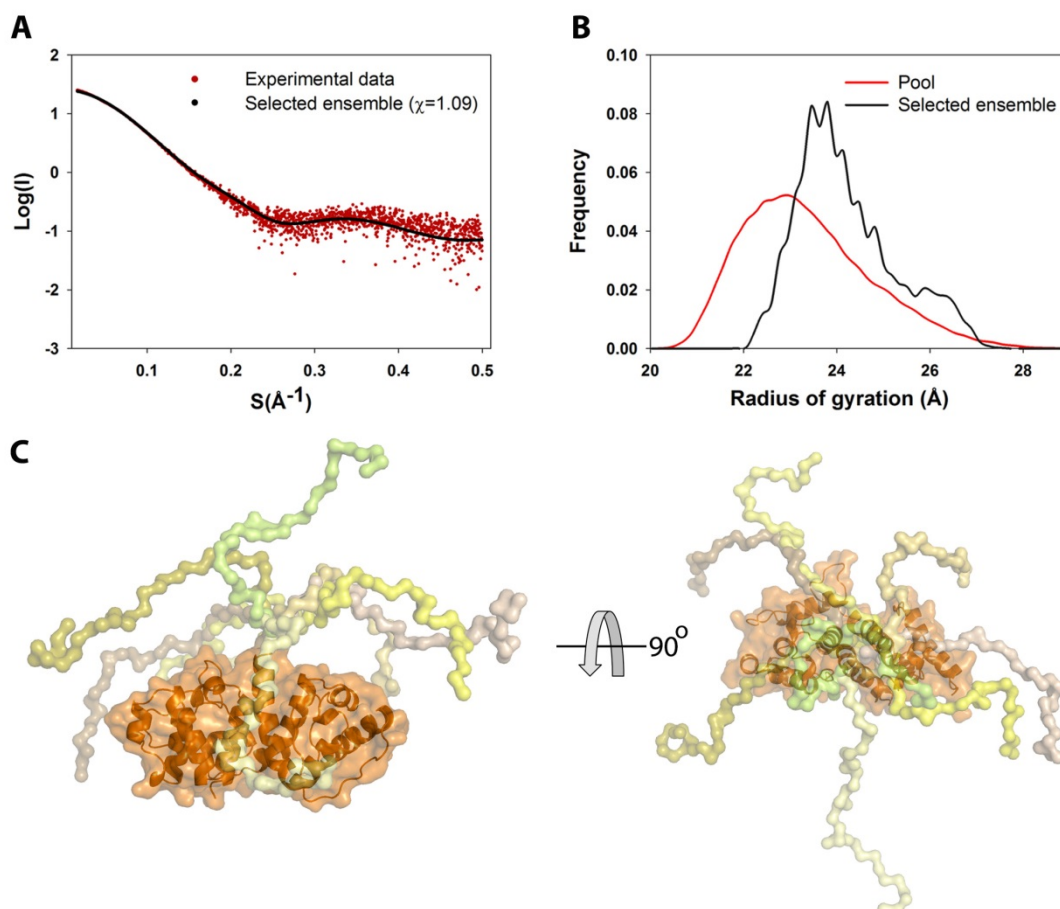 A
2
1
0
-1
-2
-3
Log(I)
Experimental data
Selected ensemble (χ=1.09)
0.1 0.2 0.3 0.4 0.5
S(Å-1)
B
0.10
0.08
0.06
0.04
0.02
0.00
Frequency
Pool
Selected ensemble
20 22 24 26 28
Radius of gyration (Å)
C
90o